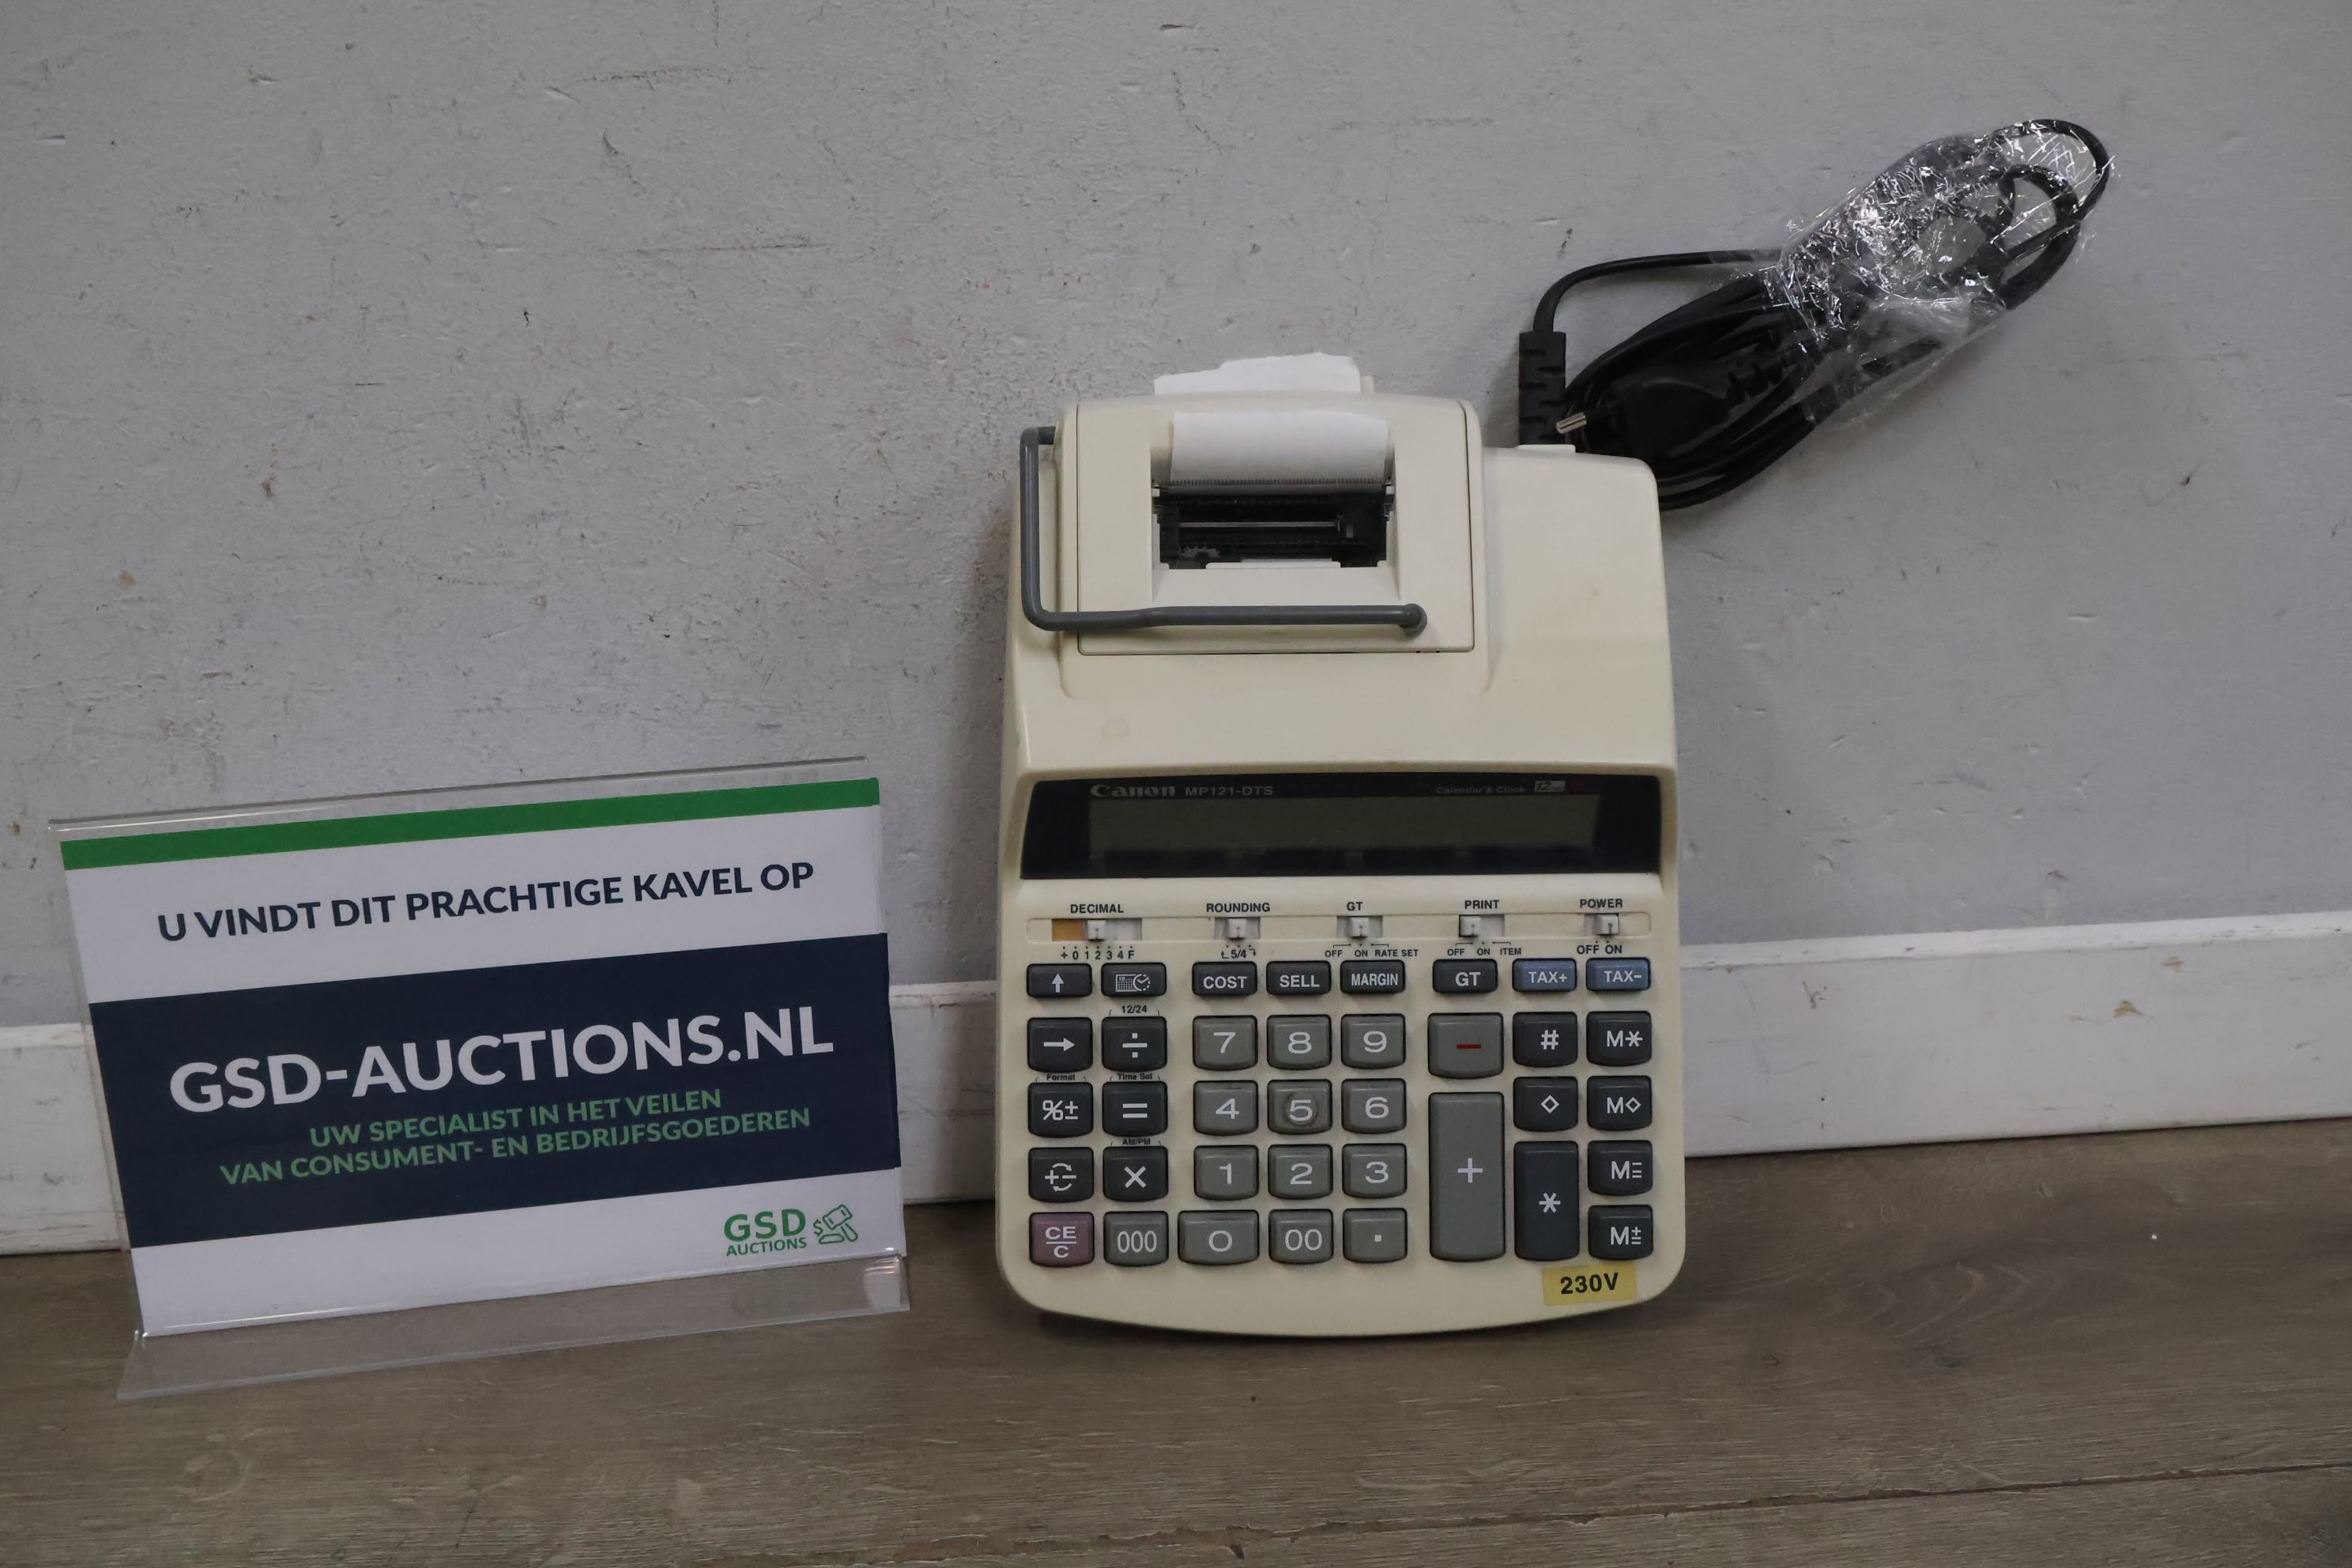 U VINDT DIT PRACHTIGE KAVEL OP
GSD-AUCTIONS.NL
UW SPECIALIST IN HET VEILEN
VAN CONSUMENT- EN BEDRIJFSGOEDEREN
GSD
AUCTIONS
Canon MP121-DTS Calendar & Clock 12
DECIMAL ROUNDING GT PRINT POWER
+ 0 1 2 3 4 F 5/4 OFF ON RATE SET OFF ON ITEM OFF ON
↑ COST SELL MARGIN GT TAX+ TAX-
12/24
→ ÷ 7 8 9 − # M*
Format Time Set
%± = 4 5 6 ◇ M◇
AM/PM
× 1 2 3 + * M=
CE/C 000 0 00 . M±
230V